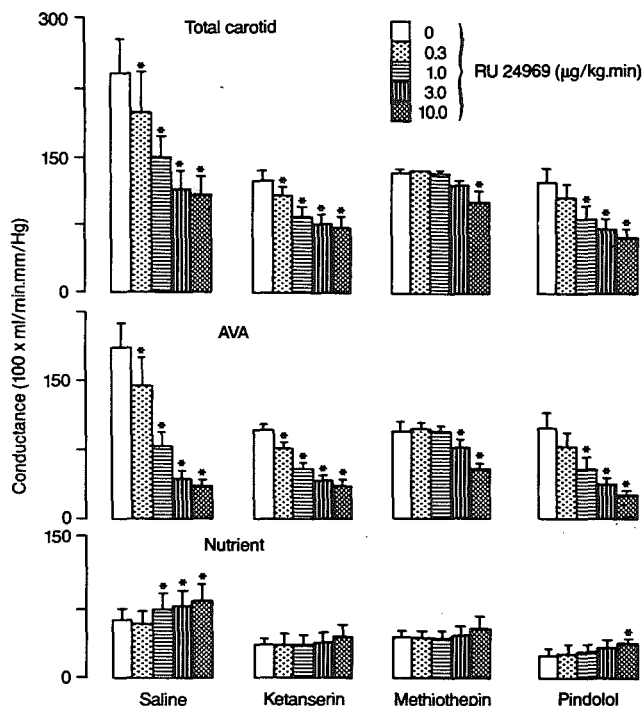 300
Total carotid
0
0.3
1.0
3.0
10.0
RU 24969 (μg/kg.min)
*
* * *
150
* * * *
*
* * *
0
Conductance (100 x ml/min.mm/Hg)
AVA
*
150
* * *
* * * *
* *
* * *
0
150
Nutrient
* * *
*
0
Saline
Ketanserin
Methiothepin
Pindolol